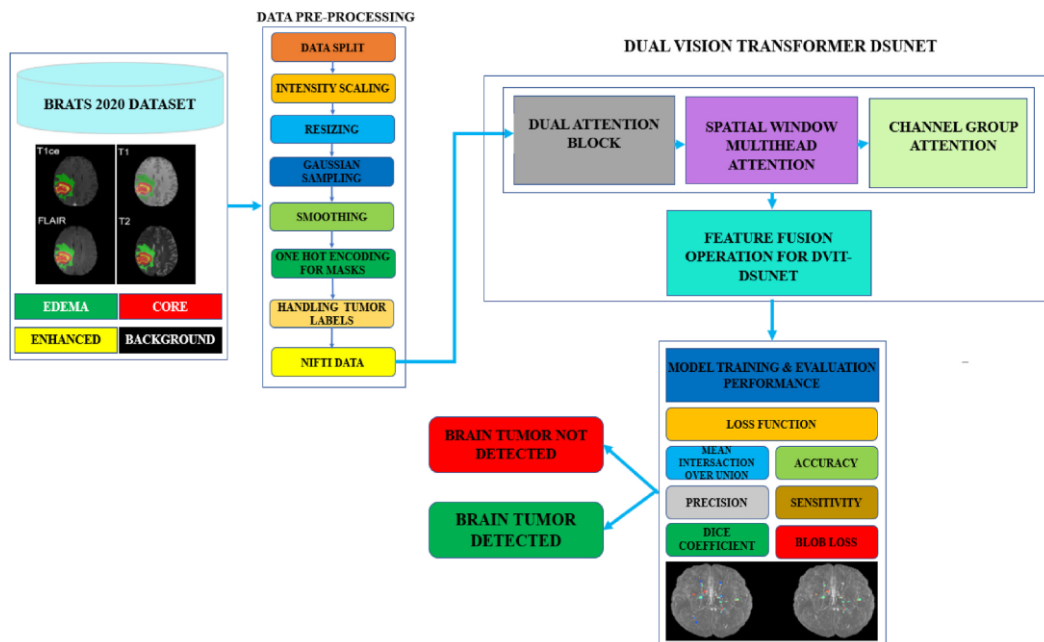 DATA PRE-PROCESSING
BRATS 2020 DATASET
T1ce
T1
FLAIR
T2
EDEMA
CORE
ENHANCED
BACKGROUND
DATA SPLIT
INTENSITY SCALING
RESIZING
GAUSSIAN
SAMPLING
SMOOTHING
ONE HOT ENCODING
FOR MASKS
HANDLING TUMOR
LABELS
NIFTI DATA
DUAL VISION TRANSFORMER DSUNET
DUAL ATTENTION
BLOCK
SPATIAL WINDOW
MULTIHEAD
ATTENTION
CHANNEL GROUP
ATTENTION
FEATURE FUSION
OPERATION FOR DVIT-
DSUNET
MODEL TRAINING & EVALUATION
PERFORMANCE
LOSS FUNCTION
MEAN
INTERSACTION
OVER UNION
ACCURACY
PRECISION
SENSITIVITY
DICE
COEFFICIENT
BLOB LOSS
BRAIN TUMOR NOT
DETECTED
BRAIN TUMOR
DETECTED